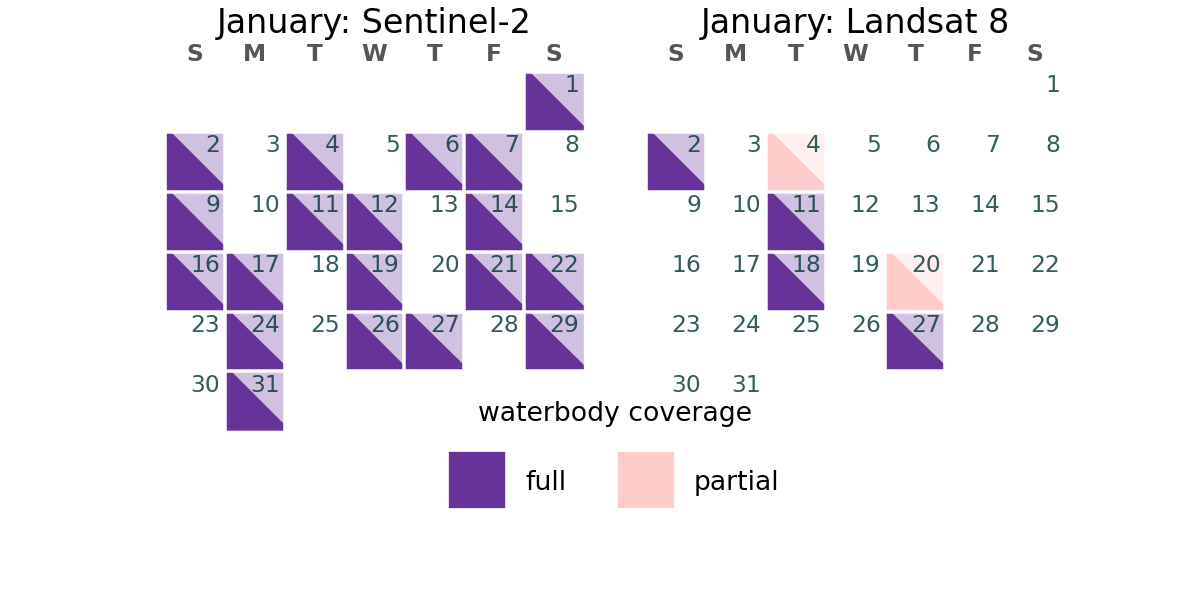 January: Sentinel-2
S M T W T F S
1
2 3 4 5 6 7 8
9 10 11 12 13 14 15
16 17 18 19 20 21 22
23 24 25 26 27 28 29
30 31
January: Landsat 8
S M T W T F S
1
2 3 4 5 6 7 8
9 10 11 12 13 14 15
16 17 18 19 20 21 22
23 24 25 26 27 28 29
30 31
waterbody coverage
full partial